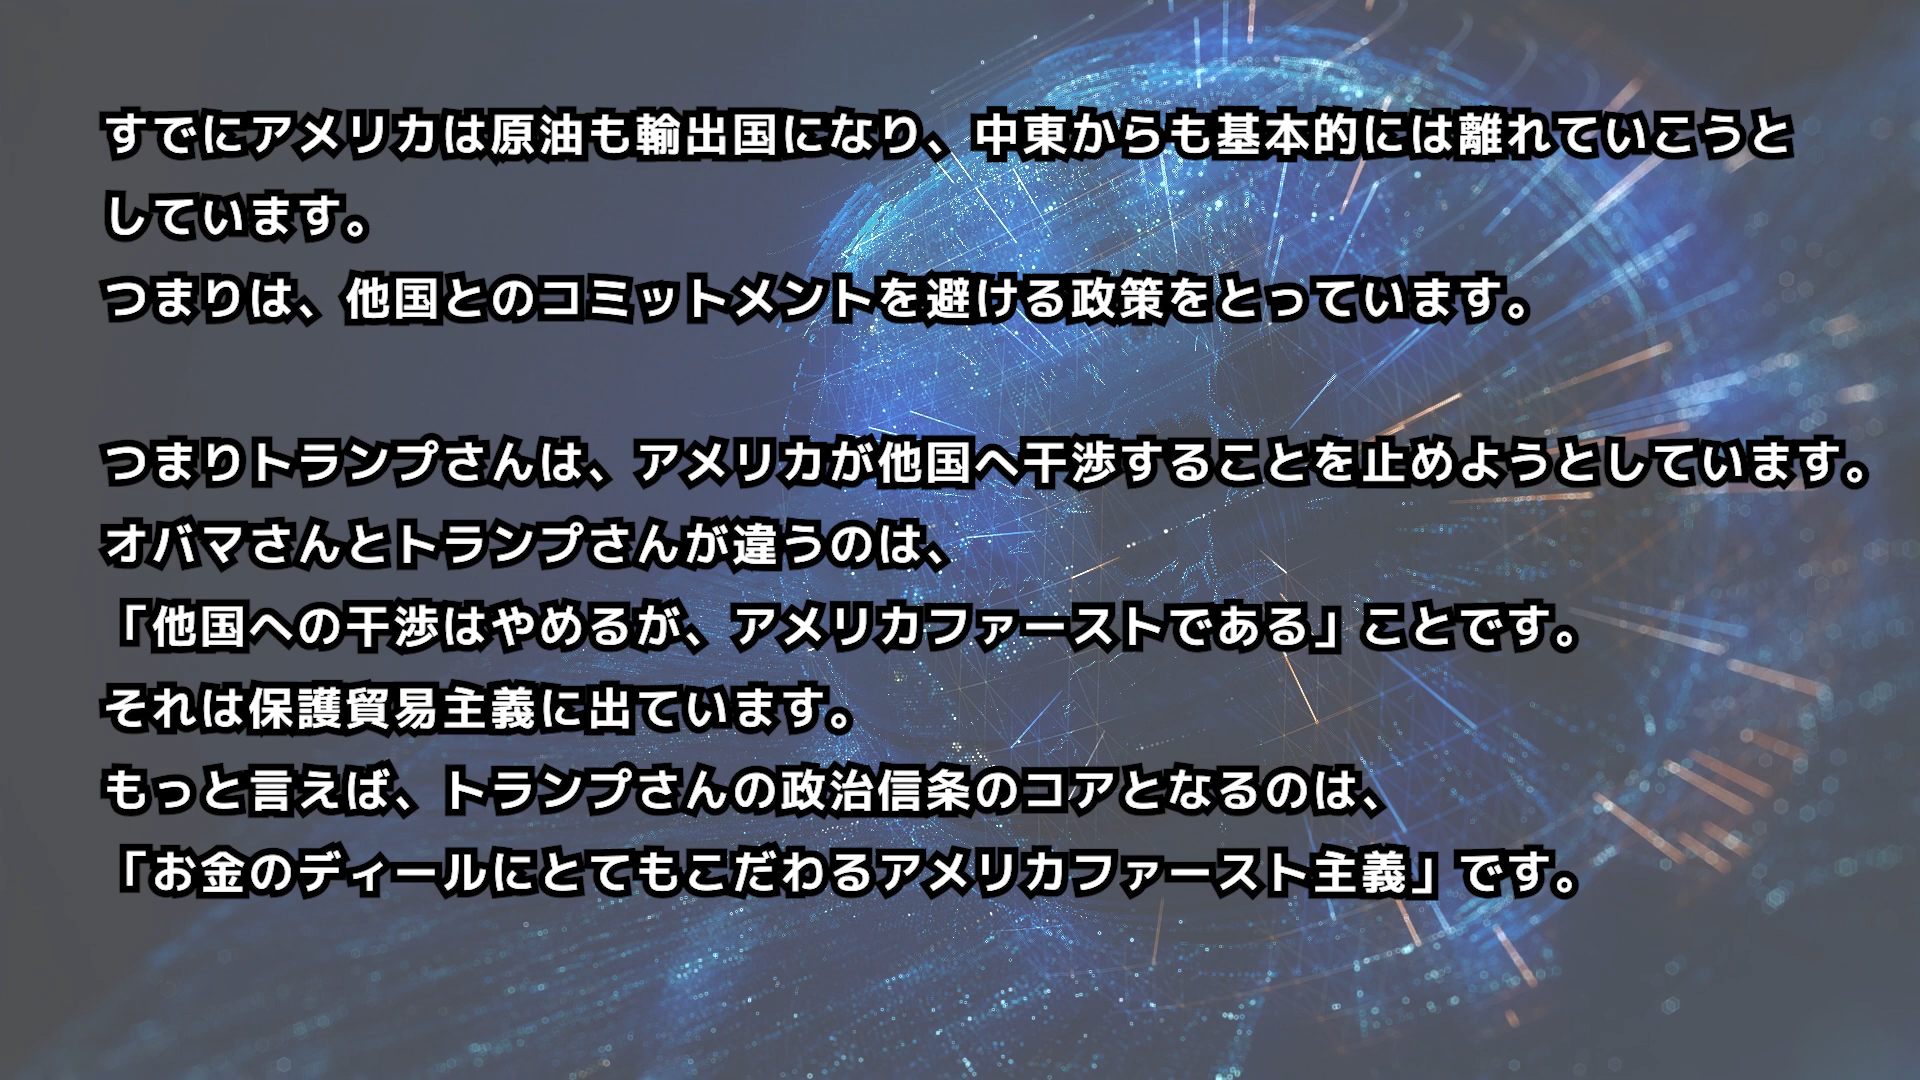 すでにアメリカは原油も輸出国になり、中東からも基本的には離れていこうと
しています。
つまりは、他国とのコミットメントを避ける政策をとっています。
つまりトランプさんは、アメリカが他国へ干渉することを止めようとしています。
オバマさんとトランプさんが違うのは、
「他国への干渉はやめるが、アメリカファーストである」ことです。
それは保護貿易主義に出ています。
もっと言えば、トランプさんの政治信条のコアとなるのは、
「お金のディールにとてもこだわるアメリカファースト主義」です。